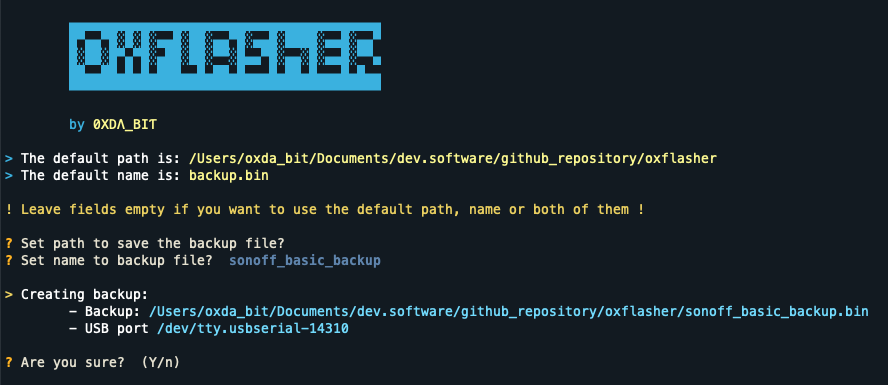 OXFLASHER
by 0XDΛ_BIT
> The default path is: /Users/oxda_bit/Documents/dev.software/github_repository/oxflasher
> The default name is: backup.bin
! Leave fields empty if you want to use the default path, name or both of them !
? Set path to save the backup file?
? Set name to backup file?  sonoff_basic_backup
> Creating backup:
- Backup: /Users/oxda_bit/Documents/dev.software/github_repository/oxflasher/sonoff_basic_backup.bin
- USB port /dev/tty.usbserial-14310
? Are you sure?  (Y/n)